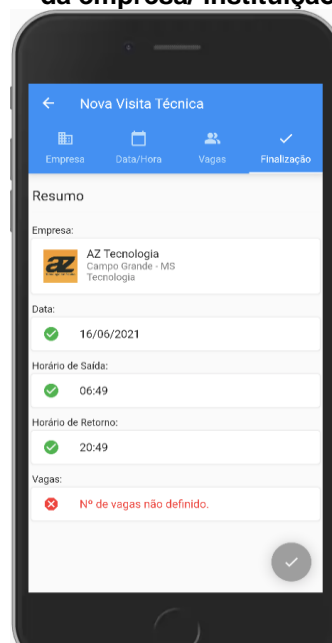 da empresa/ instituição
Nova Visita Técnica
Empresa Data/Hora Vagas Finalização
Resumo
Empresa:
az
AZ Tecnologia
Campo Grande - MS
Tecnologia
Data:
16/06/2021
Horário de Saída:
06:49
Horário de Retorno:
20:49
Vagas:
Nº de vagas não definido.